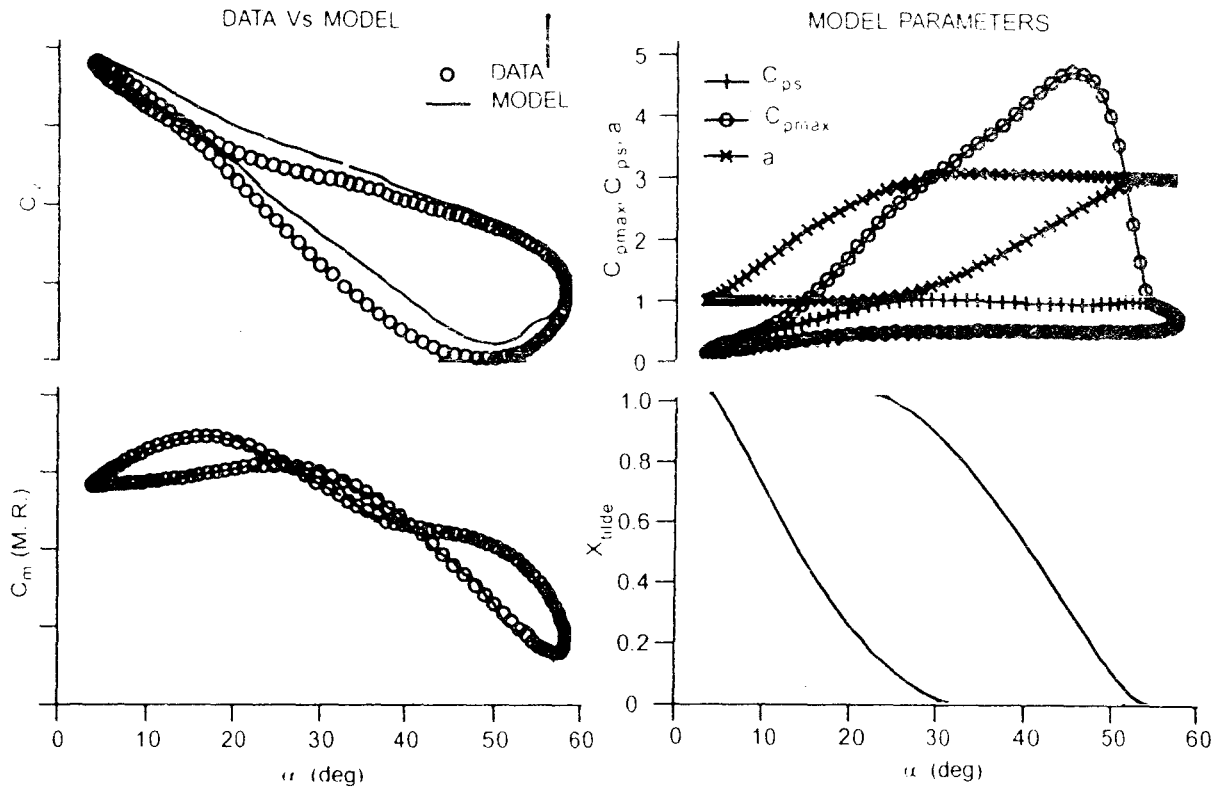 DATA Vs MODEL
DATA
MODEL
C
C_m (M. R.)
0 10 20 30 40 50 60
α (deg)
MODEL PARAMETERS
C_ps
C_pmax
a
C_pmax, C_ps, a
5
4
3
2
1
0
X_tilde
1.0
0.8
0.6
0.4
0.2
0
0 10 20 30 40 50 60
α (deg)